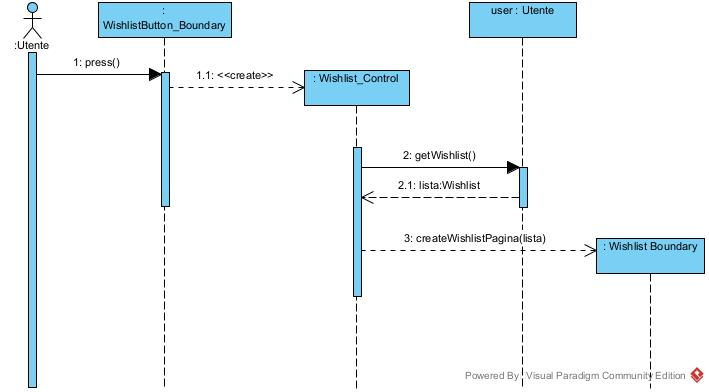 :
WishlistButton_Boundary
user : Utente
:Utente
1: press()
1.1: <<create>>
: Wishlist_Control
2: getWishlist()
2.1: lista:Wishlist
3: createWishlistPagina(lista)
: Wishlist Boundary
Powered By Visual Paradigm Community Edition